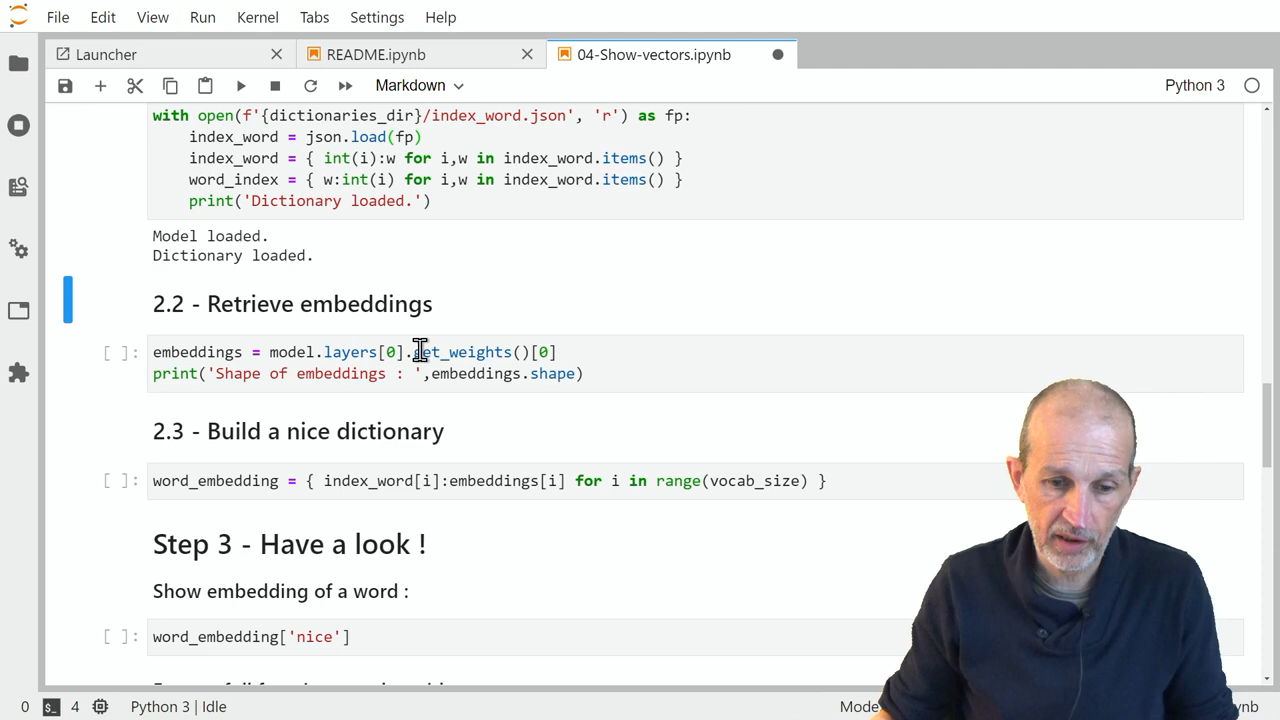 File Edit View Run Kernel Tabs Settings Help
Launcher README.ipynb 04-Show-vectors.ipynb
Markdown Python 3
with open(f'{dictionaries_dir}/index_word.json', 'r') as fp:
index_word = json.load(fp)
index_word = { int(i):w for i,w in index_word.items() }
word_index = { w:int(i) for i,w in index_word.items() }
print('Dictionary loaded.')
Model loaded.
Dictionary loaded.
2.2 - Retrieve embeddings
[ ]: embeddings = model.layers[0].get_weights()[0]
print('Shape of embeddings : ',embeddings.shape)
2.3 - Build a nice dictionary
[ ]: word_embedding = { index_word[i]:embeddings[i] for i in range(vocab_size) }
Step 3 - Have a look !
Show embedding of a word :
[ ]: word_embedding['nice']
0 $_ 4 Python 3 | Idle Mode nb